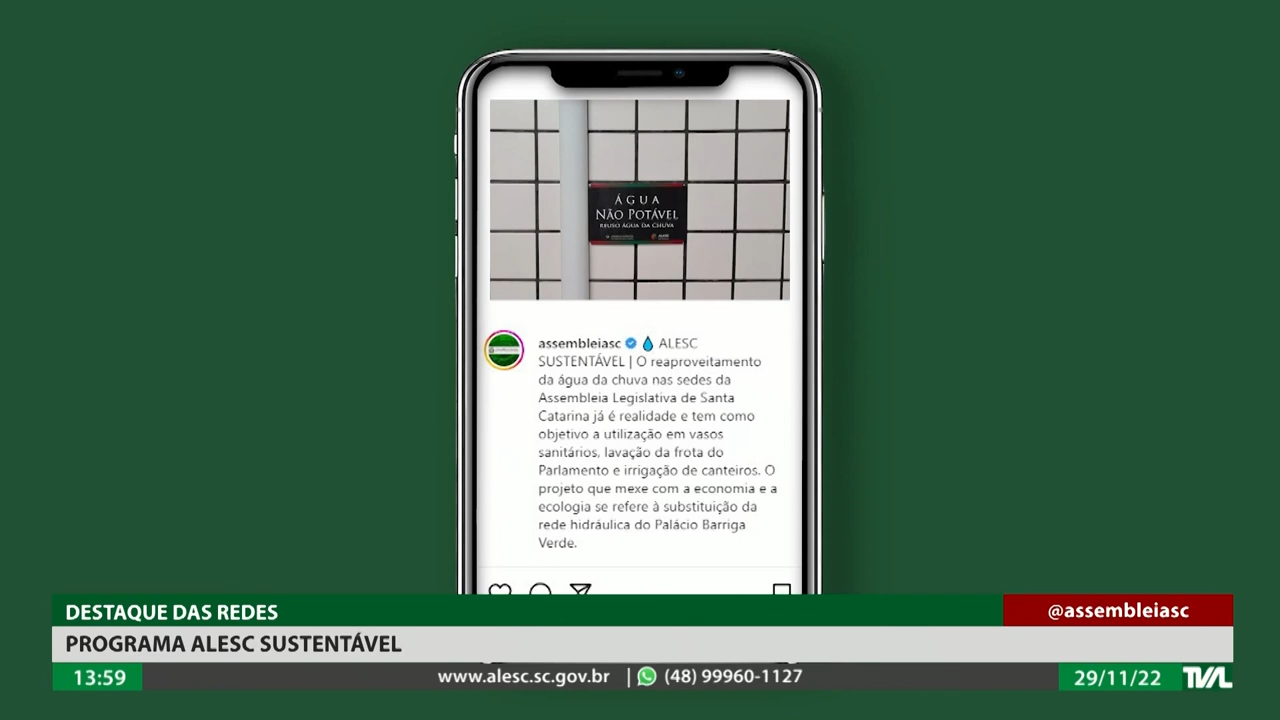 ÁGUA
NÃO POTÁVEL
REUSO ÁGUA DA CHUVA
assembleiasc 💧 ALESC
SUSTENTÁVEL | O reaproveitamento
da água da chuva nas sedes da
Assembleia Legislativa de Santa
Catarina já é realidade e tem como
objetivo a utilização em vasos
sanitários, lavação da frota do
Parlamento e irrigação de canteiros. O
projeto que mexe com a economia e a
ecologia se refere à substituição da
rede hidráulica do Palácio Barriga
Verde.
DESTAQUE DAS REDES
@assembleiasc
PROGRAMA ALESC SUSTENTÁVEL
13:59
www.alesc.sc.gov.br | (48) 99960-1127
29/11/22
TVAL